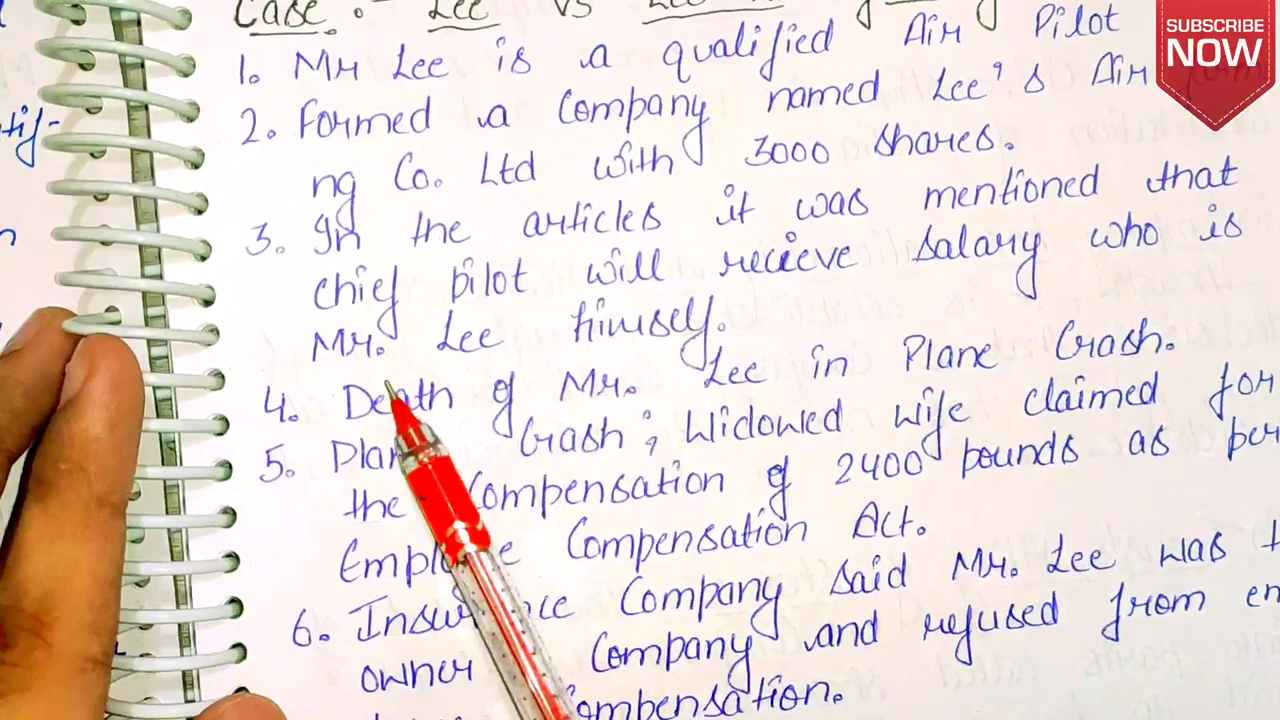 Case : Lee vs
SUBSCRIBE
NOW
1. Mr Lee is a qualified Air Pilot
2. Formed a Company named Lee's Air
ng Co. Ltd with 3000 shares.
3. In the articles it was mentioned that
chief pilot will recieve salary who is
Mr. Lee himself.
4. Death of Mr. Lee in Plane Crash.
5. Crash; Widowed wife claimed for
the Compensation of 2400 pounds as per
Compensation Act.
6. Company said Mr. Lee was
owner Company and refused from
tif-